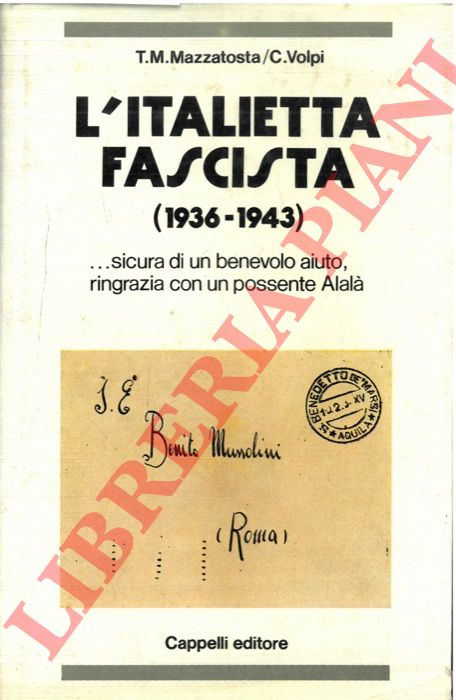 T.M.Mazzatosta/C.Volpi
L'ITALIETTA
FASCISTA
(1936-1943)
...sicura di un benevolo aiuto,
ringrazia con un possente Alalà
S. E.
Benito Mussolini
(Roma)
S. BENEDETTO DE' MARSI
AQUILA
Cappelli editore
LIBRERIA PIANI